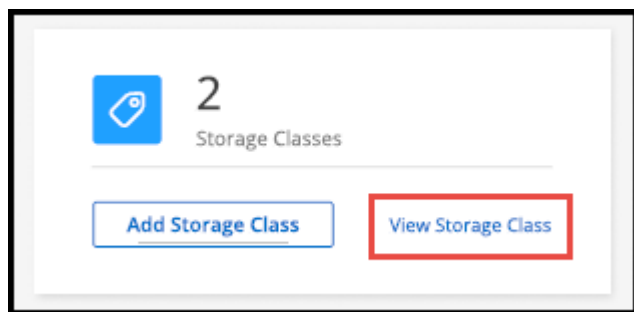 2
Storage Classes
Add Storage Class
View Storage Class